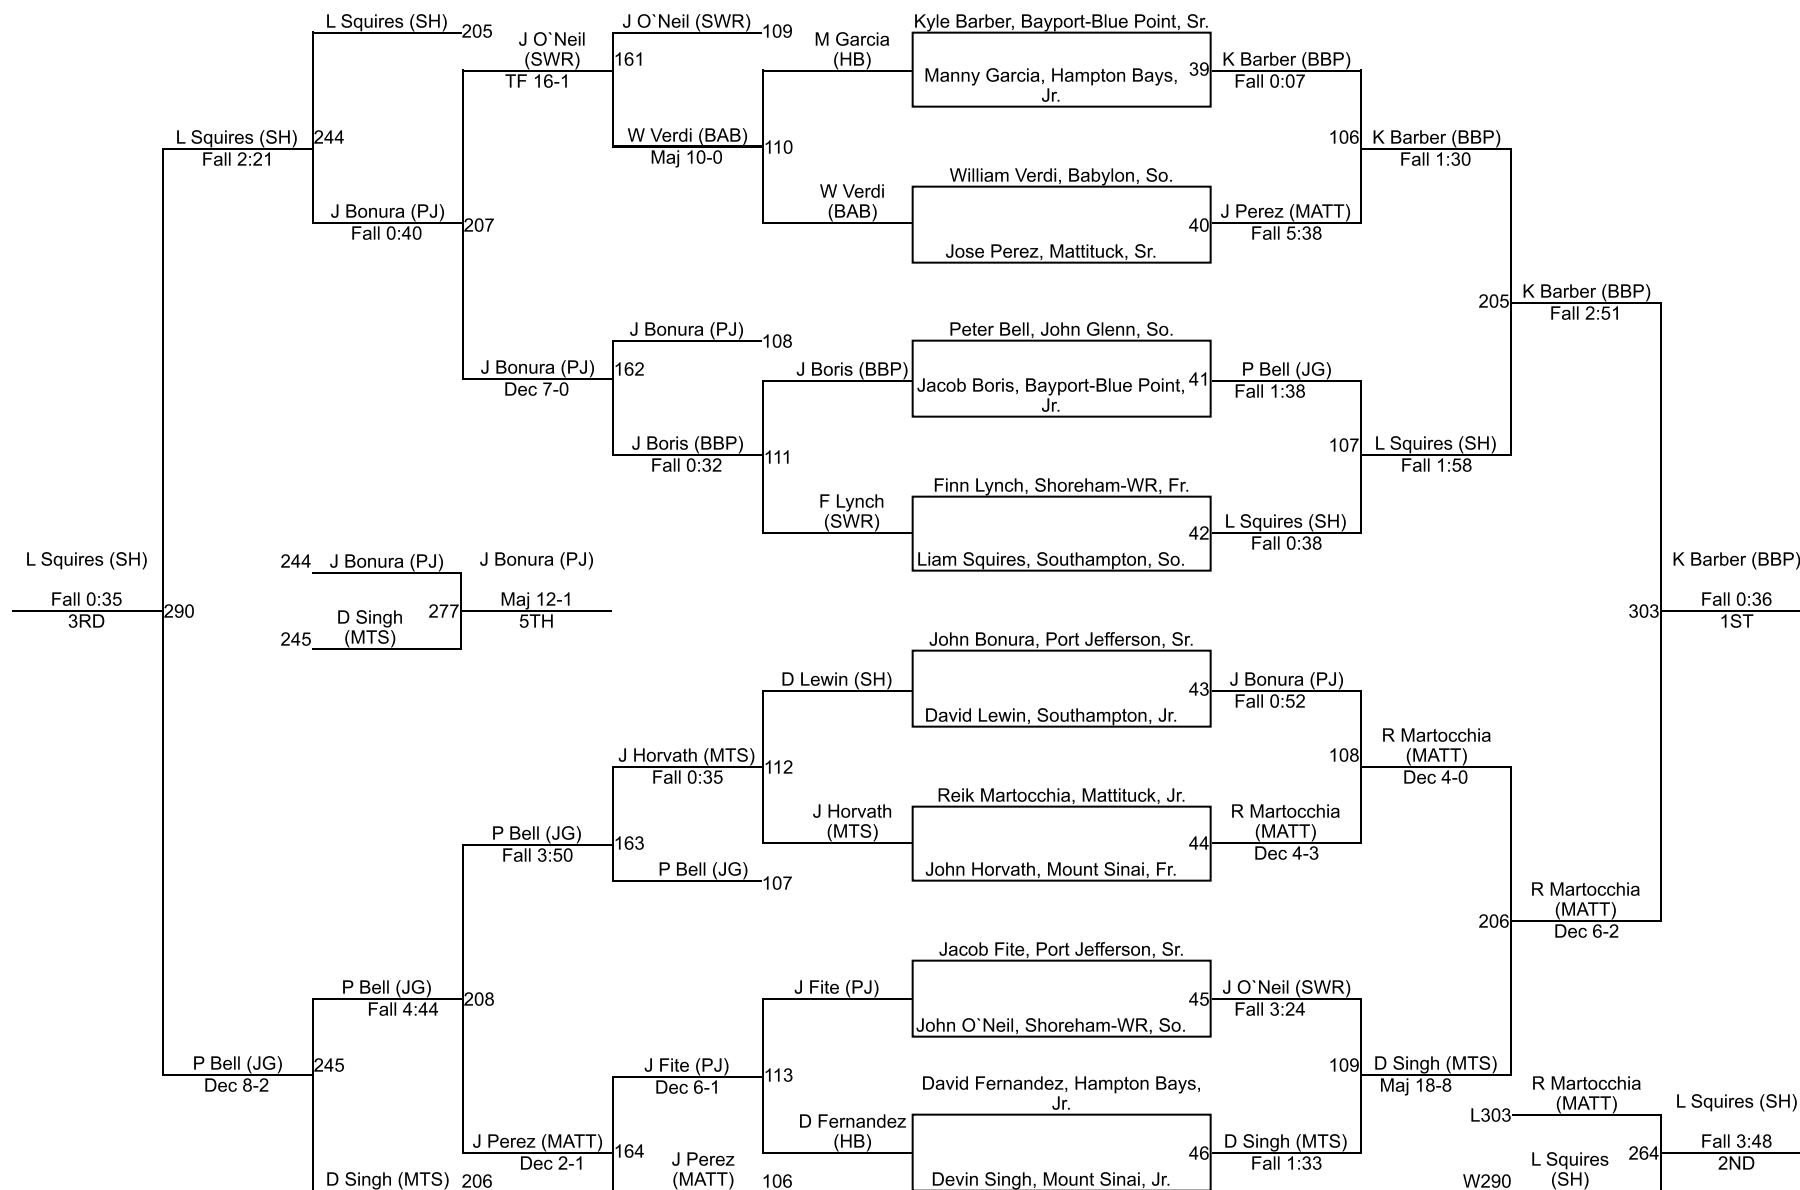 L Squires (SH)
205
J O`Neil
(SWR)
TF 16-1
J O`Neil (SWR)
109
161
M Garcia
(HB)
Kyle Barber, Bayport-Blue Point, Sr.
Manny Garcia, Hampton Bays,
Jr.
39
K Barber (BBP)
Fall 0:07
L Squires (SH)
Fall 2:21
244
W Verdi (BAB)
Maj 10-0
110
106
K Barber (BBP)
Fall 1:30
J Bonura (PJ)
Fall 0:40
207
W Verdi
(BAB)
William Verdi, Babylon, So.
Jose Perez, Mattituck, Sr.
40
J Perez (MATT)
Fall 5:38
205
K Barber (BBP)
Fall 2:51
J Bonura (PJ)
Dec 7-0
J Bonura (PJ)
108
162
J Boris (BBP)
Peter Bell, John Glenn, So.
Jacob Boris, Bayport-Blue Point,
Jr.
41
P Bell (JG)
Fall 1:38
J Boris (BBP)
Fall 0:32
111
107
L Squires (SH)
Fall 1:58
F Lynch
(SWR)
Finn Lynch, Shoreham-WR, Fr.
Liam Squires, Southampton, So.
42
L Squires (SH)
Fall 0:38
L Squires (SH)
Fall 0:35
3RD
290
244
J Bonura (PJ)
245
D Singh
(MTS)
277
J Bonura (PJ)
Maj 12-1
5TH
303
K Barber (BBP)
Fall 0:36
1ST
D Lewin (SH)
John Bonura, Port Jefferson, Sr.
David Lewin, Southampton, Jr.
43
J Bonura (PJ)
Fall 0:52
J Horvath (MTS)
Fall 0:35
112
108
R Martocchia
(MATT)
Dec 4-0
P Bell (JG)
Fall 3:50
163
P Bell (JG)
107
J Horvath
(MTS)
Reik Martocchia, Mattituck, Jr.
John Horvath, Mount Sinai, Fr.
44
R Martocchia
(MATT)
Dec 4-3
206
R Martocchia
(MATT)
Dec 6-2
P Bell (JG)
Fall 4:44
208
J Fite (PJ)
Jacob Fite, Port Jefferson, Sr.
John O`Neil, Shoreham-WR, So.
45
J O`Neil (SWR)
Fall 3:24
P Bell (JG)
Dec 8-2
245
J Fite (PJ)
Dec 6-1
113
109
D Singh (MTS)
Maj 18-8
J Perez (MATT)
Dec 2-1
164
D Fernandez
(HB)
David Fernandez, Hampton Bays,
Jr.
Devin Singh, Mount Sinai, Jr.
46
D Singh (MTS)
Fall 1:33
D Singh (MTS)
206
J Perez
(MATT)
106
L303
R Martocchia
(MATT)
W290
L Squires
(SH)
264
L Squires (SH)
Fall 3:48
2ND